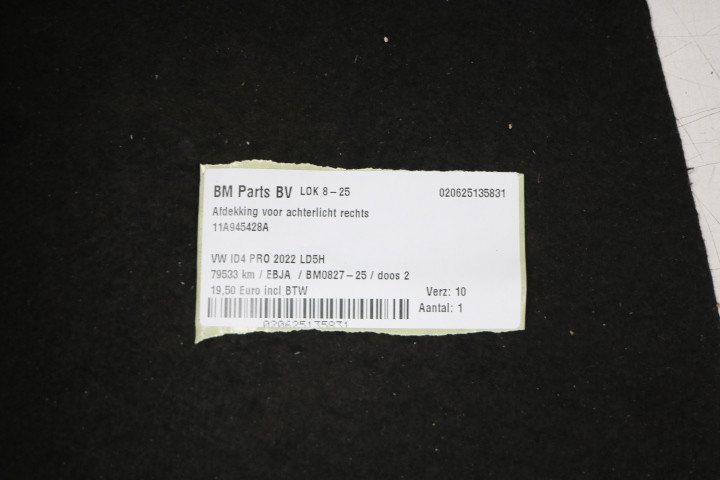 BM Parts BV LOK 8-25 020625135831
Afdekking voor achterlicht rechts
11A945428A
VW ID4 PRO 2022 LD5H
79533 km / EBJA / BM0827-25 / doos 2
19,50 Euro incl.BTW Verz: 10
Aantal: 1
020625135831